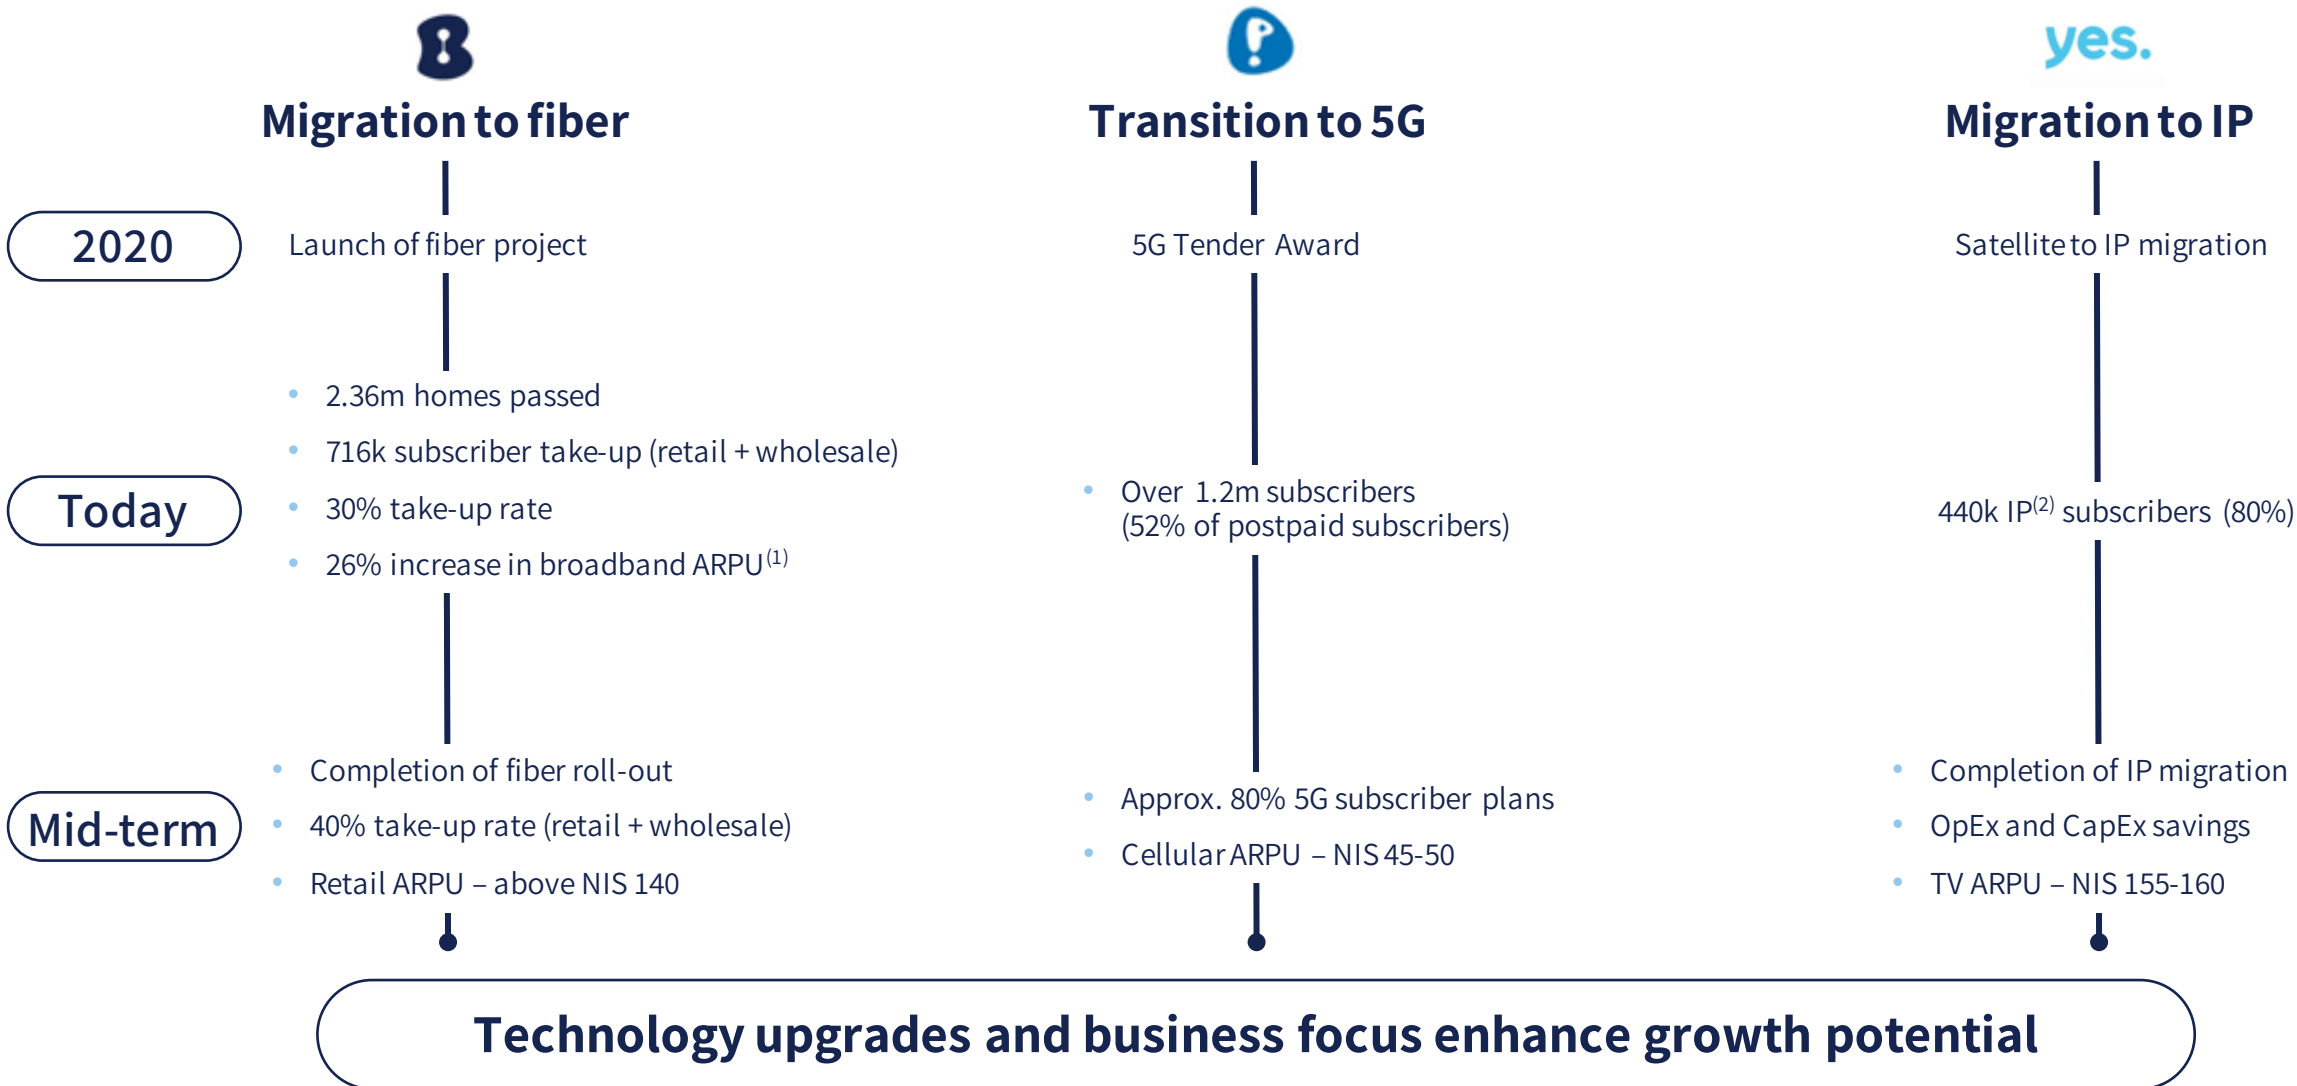 yes.
Migration to fiber
Transition to 5G
Migration to IP
2020
Launch of fiber project
5G Tender Award
Satellite to IP migration
Today
2.36m homes passed
716k subscriber take-up (retail + wholesale)
30% take-up rate
26% increase in broadband ARPU(1)
Over 1.2m subscribers
(52% of postpaid subscribers)
440k IP(2) subscribers (80%)
Mid-term
Completion of fiber roll-out
40% take-up rate (retail + wholesale)
Retail ARPU – above NIS 140
Approx. 80% 5G subscriber plans
Cellular ARPU – NIS 45-50
Completion of IP migration
OpEx and CapEx savings
TV ARPU – NIS 155-160
Technology upgrades and business focus enhance growth potential